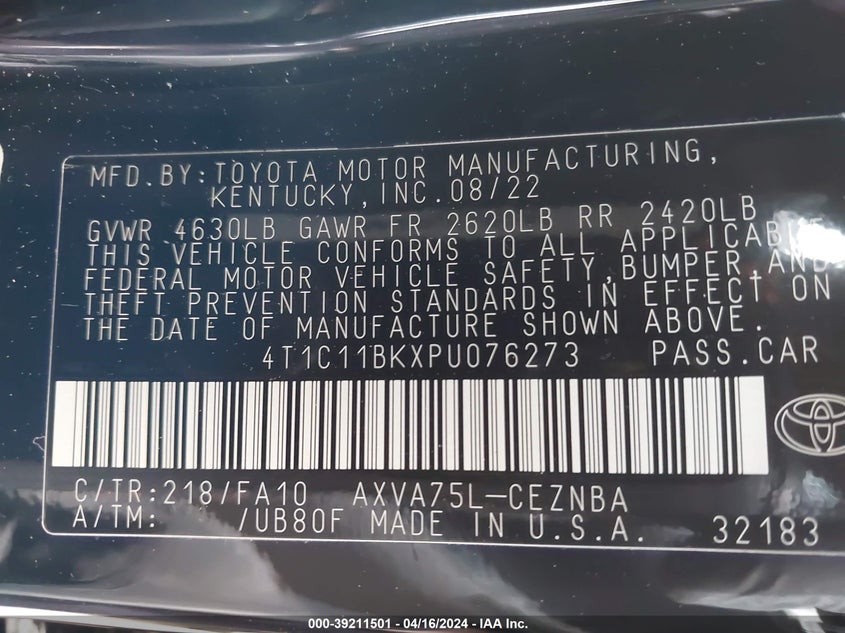 MFD.BY:TOYOTA MOTOR MANUFACTURING,
KENTUCKY,INC.08/22
GVWR 4630LB GAWR FR 2620LB RR 2420LB
THIS VEHICLE CONFORMS TO ALL APPLICABLE
FEDERAL MOTOR VEHICLE SAFETY,BUMPER,AND
THEFT PREVENTION STANDARDS IN EFFECT ON
THE DATE OF MANUFACTURE SHOWN ABOVE.
4T1C11BKXPU076273 PASS.CAR
C/TR:218/FA10 AXVA75L-CEZNBA
A/TM: /UB80F MADE IN U.S.A. 32183
000-39211501 - 04/16/2024 - IAA Inc.